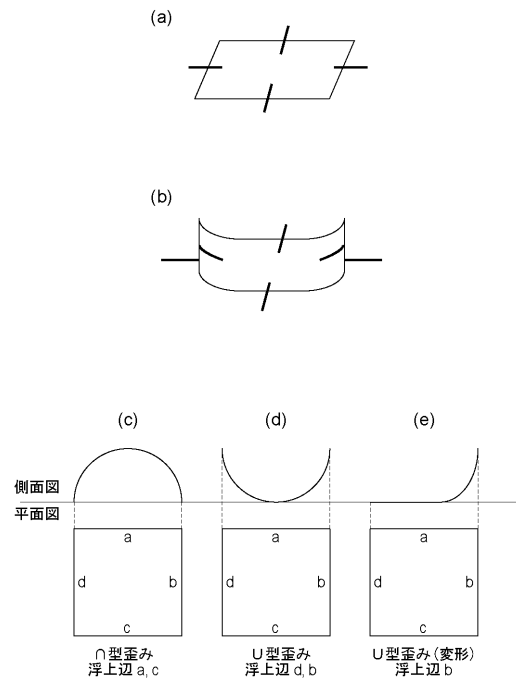 (a)
(b)
(c) (d) (e)
側面図
平面図
a a a
d b d b d b
c c c
∩型歪み U型歪み U型歪み(変形)
浮上辺 a, c 浮上辺 d, b 浮上辺 b